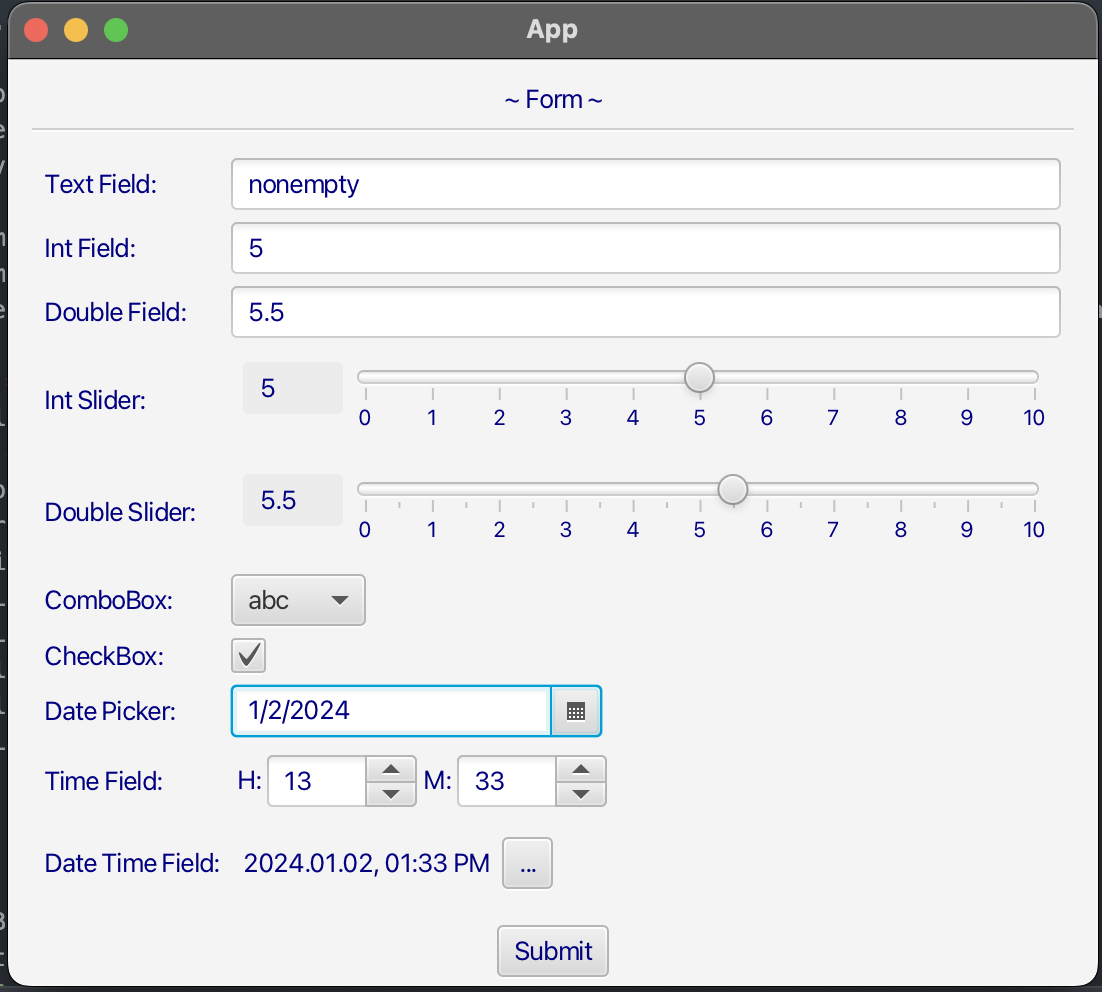 App
~ Form ~
Text Field: nonempty
Int Field: 5
Double Field: 5.5
Int Slider: 5
0 1 2 3 4 5 6 7 8 9 10
Double Slider: 5.5
0 1 2 3 4 5 6 7 8 9 10
ComboBox: abc
CheckBox:
Date Picker: 1/2/2024
Time Field: H: 13 M: 33
Date Time Field: 2024.01.02, 01:33 PM ...
Submit